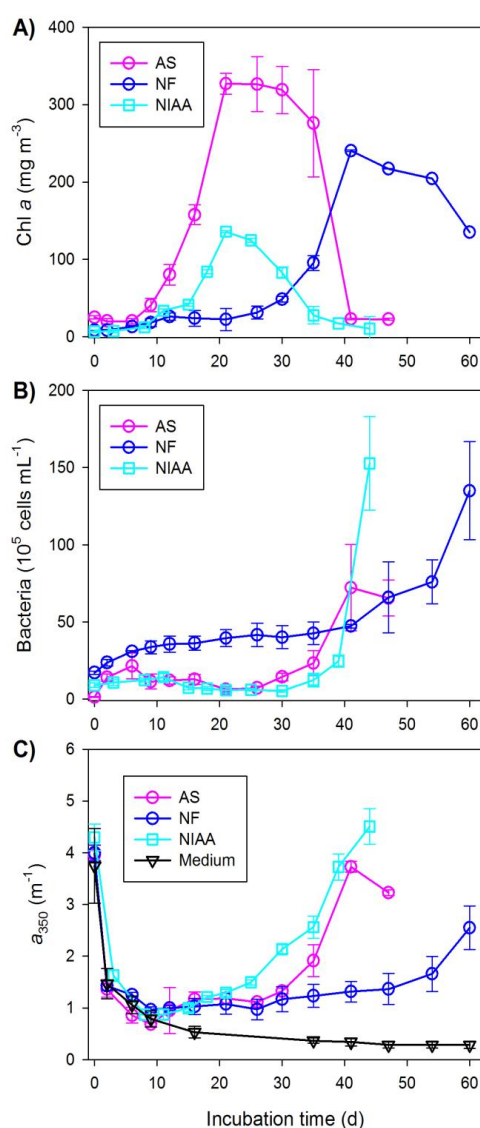 A)
400
300
200
100
0
Chl a (mg m⁻³)
AS
NF
NIAA
0 10 20 30 40 50 60
B)
200
150
100
50
0
Bacteria (10⁵ cells mL⁻¹)
AS
NF
NIAA
0 10 20 30 40 50 60
C)
6
5
4
3
2
1
0
a₃₅₀ (m⁻¹)
AS
NF
NIAA
Medium
0 10 20 30 40 50 60
Incubation time (d)